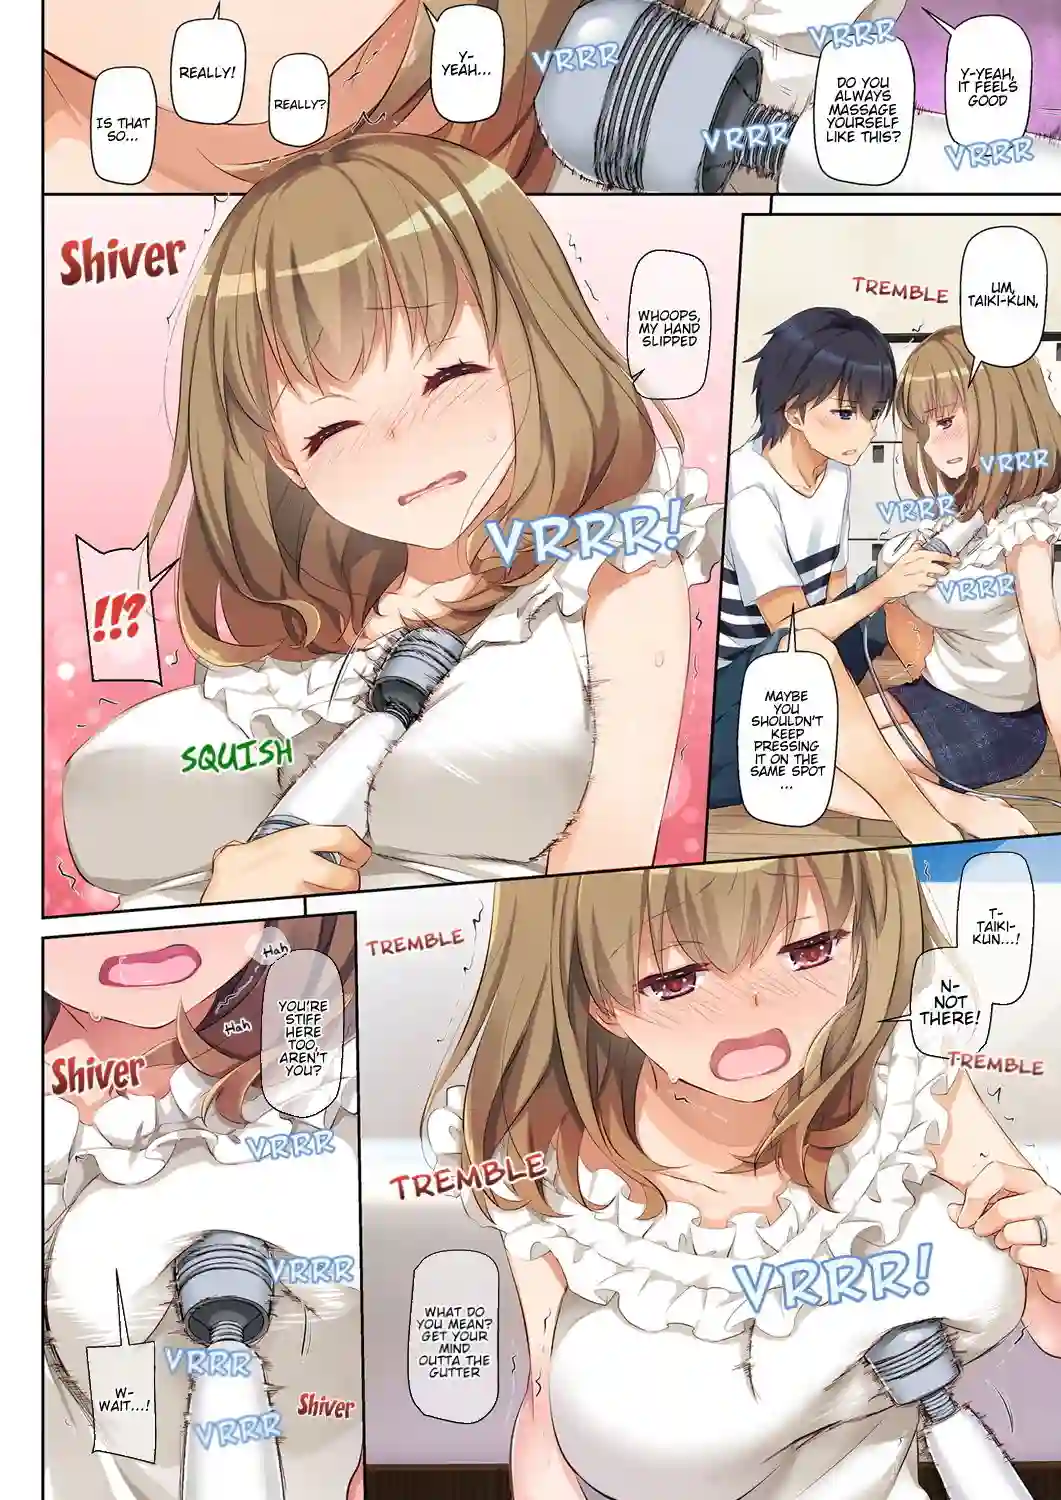 Y-YEAH,
IT FEELS
GOOD
VRRR
VRRR
DO YOU
ALWAYS
MASSAGE
YOURSELF
LIKE THIS?
VRRR
VRRR
Y-
YEAH...
REALLY?
REALLY!
IS THAT
SO...
UM,
TAIKI-KUN,
TREMBLE
VRRR
VRRR
VRRR
MAYBE
YOU
SHOULDN'T
KEEP
PRESSING
IT ON THE
SAME SPOT
...
WHOOPS,
MY HAND
SLIPPED
Shiver
VRRR!
!!?
SQUISH
T-
TAIKI-
KUN...!
N-
NOT
THERE!
TREMBLE
TREMBLE
TREMBLE
VRRR!
WHAT DO
YOU MEAN?
GET YOUR
MIND
OUTTA THE
GUTTER
Hah
YOU'RE
STIFF
HERE
TOO,
AREN'T
YOU?
Hah
Shiver
VRRR
VRRR
VRRR
W-
WAIT...!
Shiver
VRRR